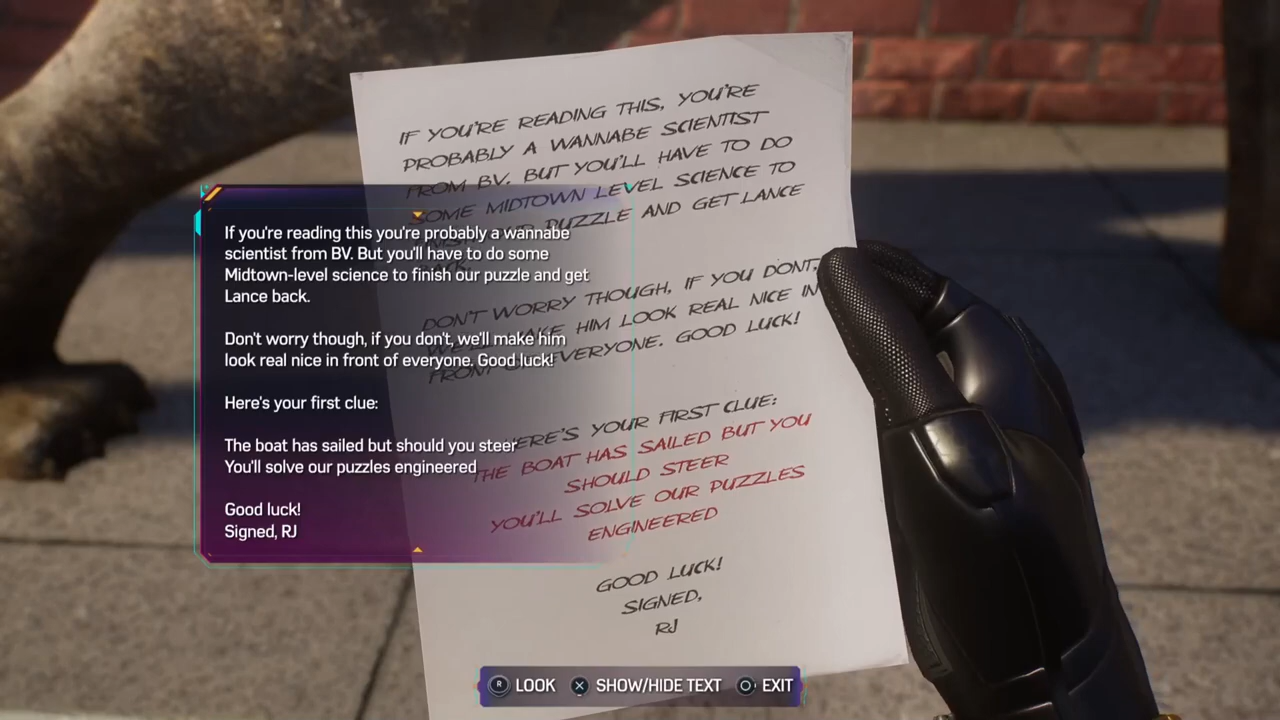 IF YOU'RE READING THIS, YOU'RE
PROBABLY A WANNABE SCIENTIST
FROM BV. BUT YOU'LL HAVE TO DO
SOME MIDTOWN LEVEL SCIENCE TO
PUZZLE AND GET LANCE
DON'T WORRY THOUGH, IF YOU DON'T,
WE'LL MAKE HIM LOOK REAL NICE IN
FRONT OF EVERYONE. GOOD LUCK!
HERE'S YOUR FIRST CLUE:
THE BOAT HAS SAILED BUT YOU
SHOULD STEER
YOU'LL SOLVE OUR PUZZLES
ENGINEERED
GOOD LUCK!
SIGNED,
RJ
If you're reading this you're probably a wannabe
scientist from BV. But you'll have to do some
Midtown-level science to finish our puzzle and get
Lance back.
Don't worry though, if you don't, we'll make him
look real nice in front of everyone. Good luck!
Here's your first clue:
The boat has sailed but should you steer
You'll solve our puzzles engineered
Good luck!
Signed, RJ
R LOOK X SHOW/HIDE TEXT O EXIT